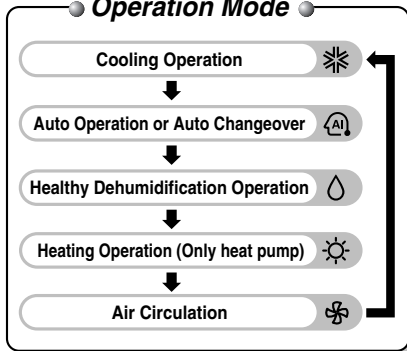 Operation Mode
Cooling Operation
Auto Operation or Auto Changeover
AI
Healthy Dehumidification Operation
Heating Operation (Only heat pump)
Air Circulation